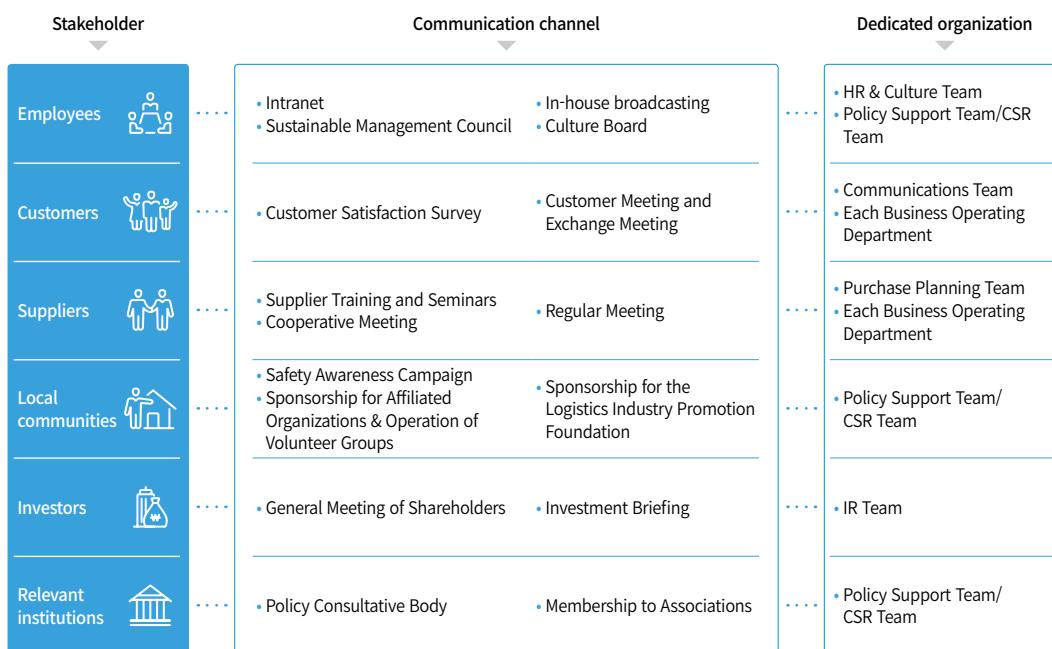 Stakeholder
Communication channel
Dedicated organization
Employees
• Intranet
• Sustainable Management Council
• In-house broadcasting
• Culture Board
• HR & Culture Team
• Policy Support Team/CSR
Team
Customers
• Customer Satisfaction Survey
• Customer Meeting and
Exchange Meeting
• Communications Team
• Each Business Operating
Department
Suppliers
• Supplier Training and Seminars
• Cooperative Meeting
• Regular Meeting
• Purchase Planning Team
• Each Business Operating
Department
Local
communities
• Safety Awareness Campaign
• Sponsorship for Affiliated
Organizations & Operation of
Volunteer Groups
• Sponsorship for the
Logistics Industry Promotion
Foundation
• Policy Support Team/
CSR Team
Investors
₩
• General Meeting of Shareholders
• Investment Briefing
• IR Team
Relevant
institutions
• Policy Consultative Body
• Membership to Associations
• Policy Support Team/
CSR Team